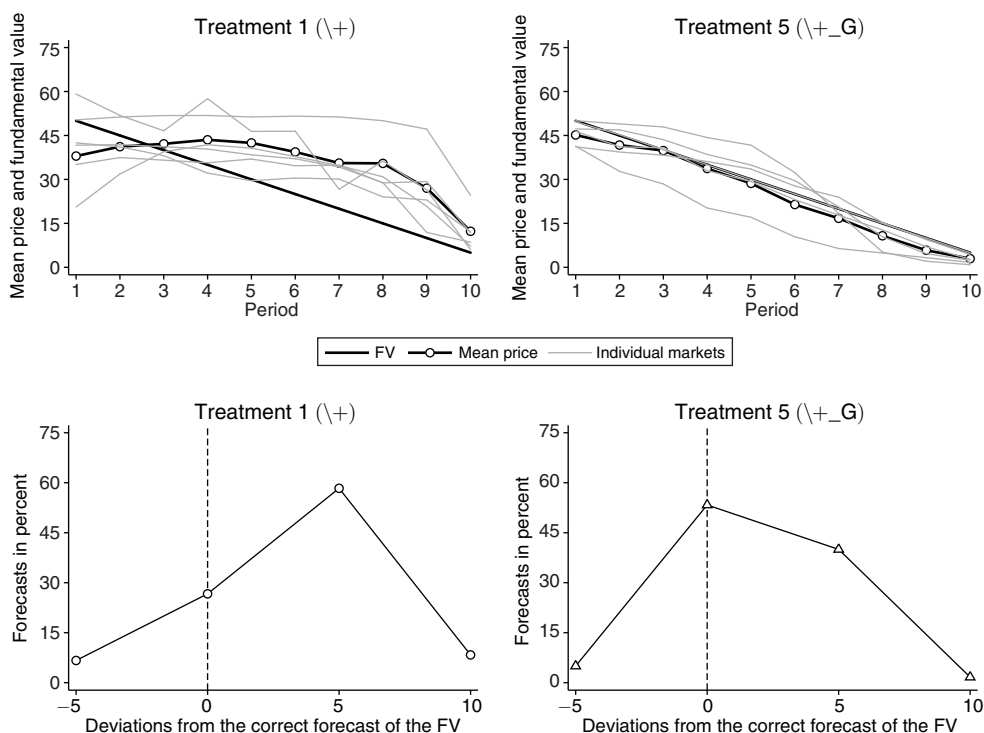 Treatment 1 (\+)
Mean price and fundamental value
75
60
45
30
15
0
1 2 3 4 5 6 7 8 9 10
Period
Treatment 5 (\+_G)
Mean price and fundamental value
75
60
45
30
15
0
1 2 3 4 5 6 7 8 9 10
Period
FV Mean price Individual markets
Treatment 1 (\+)
Forecasts in percent
75
60
45
30
15
0
−5 0 5 10
Deviations from the correct forecast of the FV
Treatment 5 (\+_G)
Forecasts in percent
75
60
45
30
15
0
−5 0 5 10
Deviations from the correct forecast of the FV